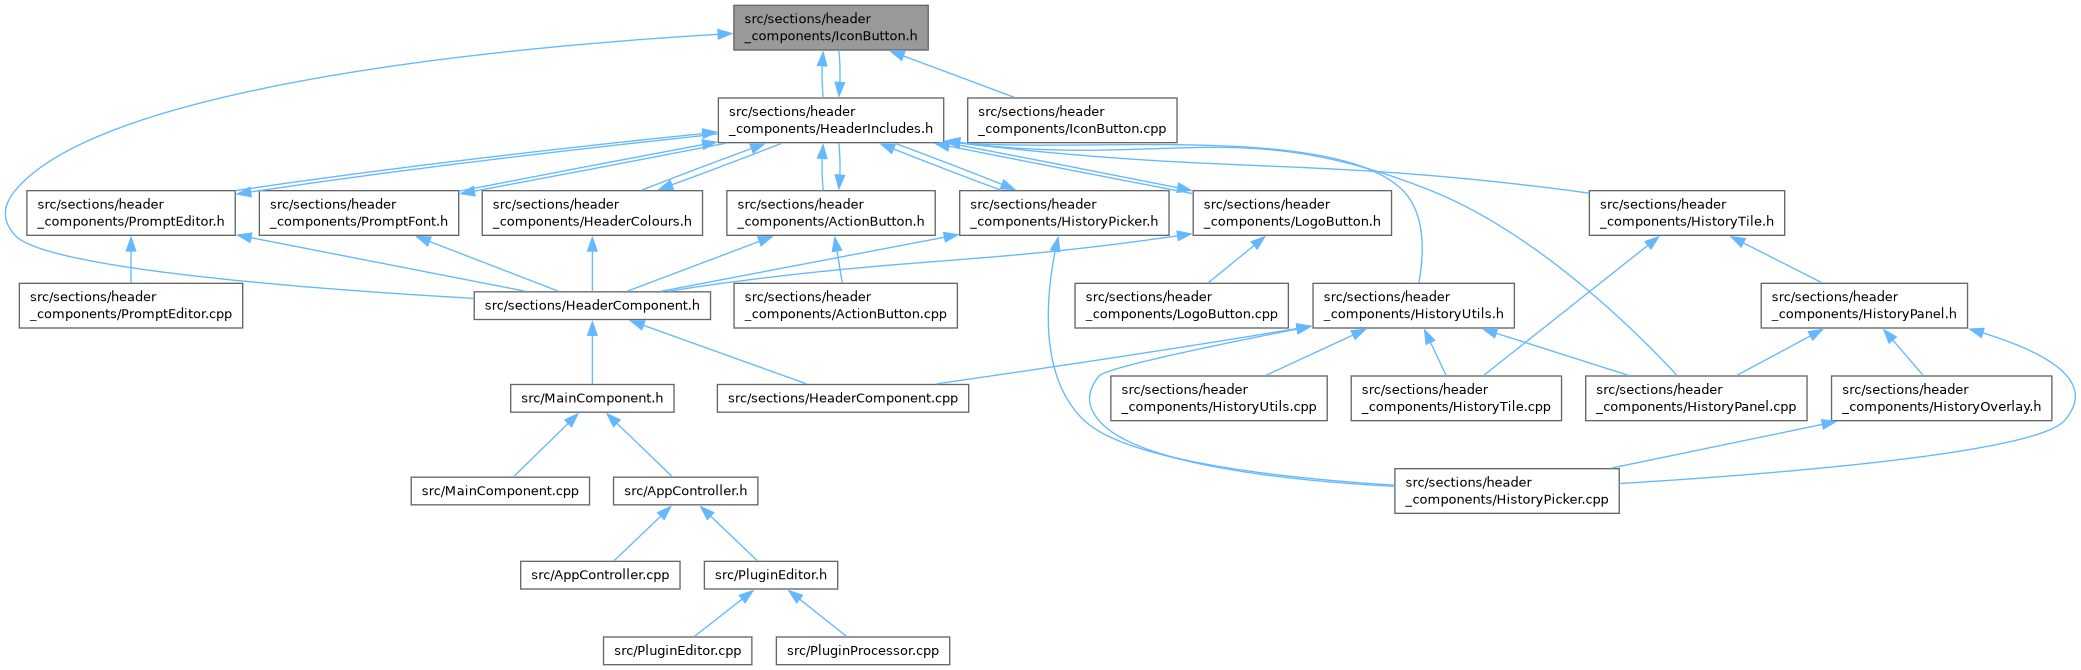 src/sections/header
_components/IconButton.h
src/sections/header
_components/HeaderIncludes.h
src/sections/header
_components/IconButton.cpp
src/sections/header
_components/PromptEditor.h
src/sections/header
_components/PromptFont.h
src/sections/header
_components/HeaderColours.h
src/sections/header
_components/ActionButton.h
src/sections/header
_components/HistoryPicker.h
src/sections/header
_components/LogoButton.h
src/sections/header
_components/HistoryTile.h
src/sections/header
_components/PromptEditor.cpp
src/sections/HeaderComponent.h
src/sections/header
_components/ActionButton.cpp
src/sections/header
_components/LogoButton.cpp
src/sections/header
_components/HistoryUtils.h
src/sections/header
_components/HistoryPanel.h
src/MainComponent.h
src/sections/HeaderComponent.cpp
src/sections/header
_components/HistoryUtils.cpp
src/sections/header
_components/HistoryTile.cpp
src/sections/header
_components/HistoryPanel.cpp
src/sections/header
_components/HistoryOverlay.h
src/MainComponent.cpp
src/AppController.h
src/sections/header
_components/HistoryPicker.cpp
src/AppController.cpp
src/PluginEditor.h
src/PluginEditor.cpp
src/PluginProcessor.cpp